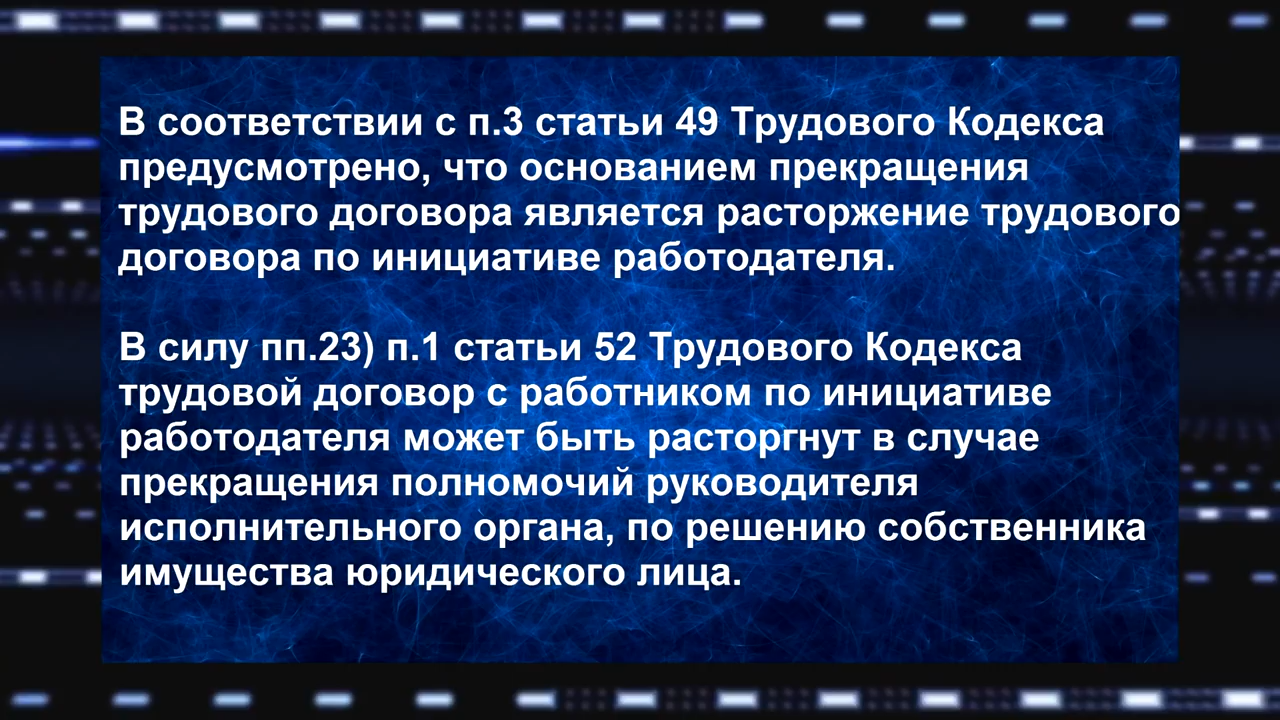 В соответствии с п.3 статьи 49 Трудового Кодекса
предусмотрено, что основанием прекращения
трудового договора является расторжение трудового
договора по инициативе работодателя.
В силу пп.23) п.1 статьи 52 Трудового Кодекса
трудовой договор с работником по инициативе
работодателя может быть расторгнут в случае
прекращения полномочий руководителя
исполнительного органа, по решению собственника
имущества юридического лица.